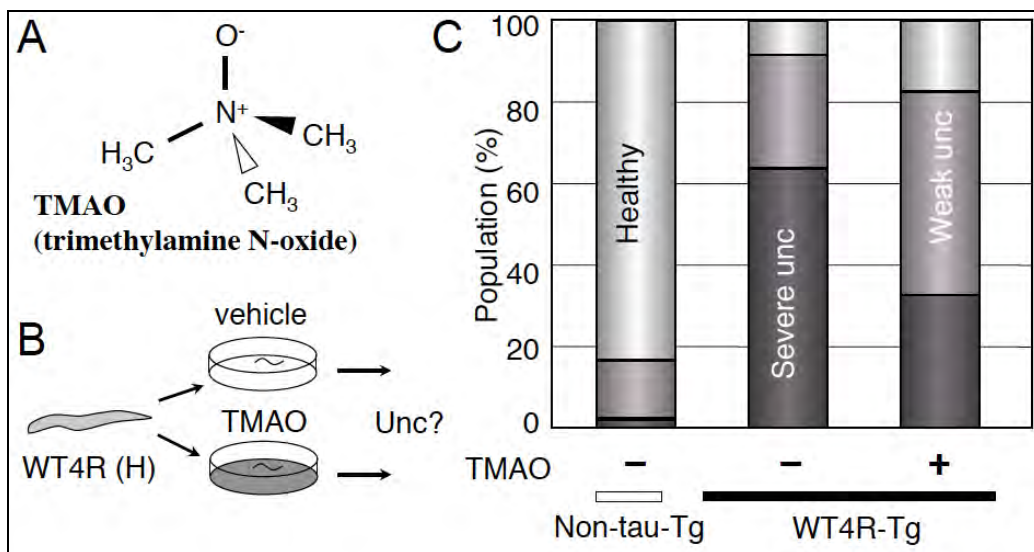 A
O-
N+
H3C
CH3
CH3
TMAO
(trimethylamine N-oxide)
B
vehicle
TMAO
WT4R (H)
Unc?
C
Population (%)
100
80
60
40
20
0
Healthy
Severe unc
Weak unc
TMAO − − +
Non-tau-Tg WT4R-Tg